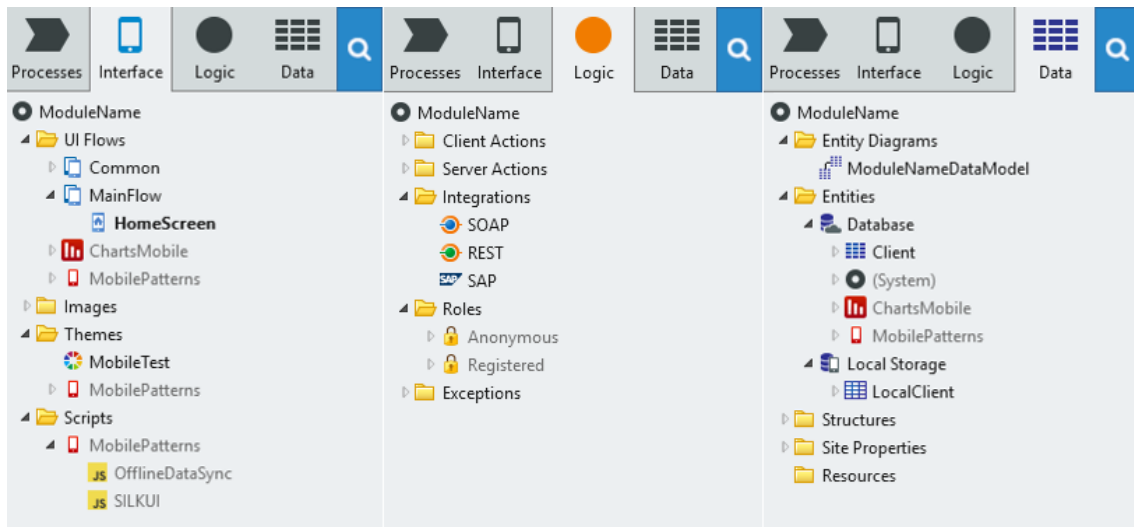 Processes Interface Logic Data
ModuleName
UI Flows
Common
MainFlow
HomeScreen
ChartsMobile
MobilePatterns
Images
Themes
MobileTest
MobilePatterns
Scripts
MobilePatterns
JS OfflineDataSync
JS SILKUI
Processes Interface Logic Data
ModuleName
Client Actions
Server Actions
Integrations
SOAP
REST
SAP SAP
Roles
Anonymous
Registered
Exceptions
Processes Interface Logic Data
ModuleName
Entity Diagrams
ModuleNameDataModel
Entities
Database
Client
(System)
ChartsMobile
MobilePatterns
Local Storage
LocalClient
Structures
Site Properties
Resources